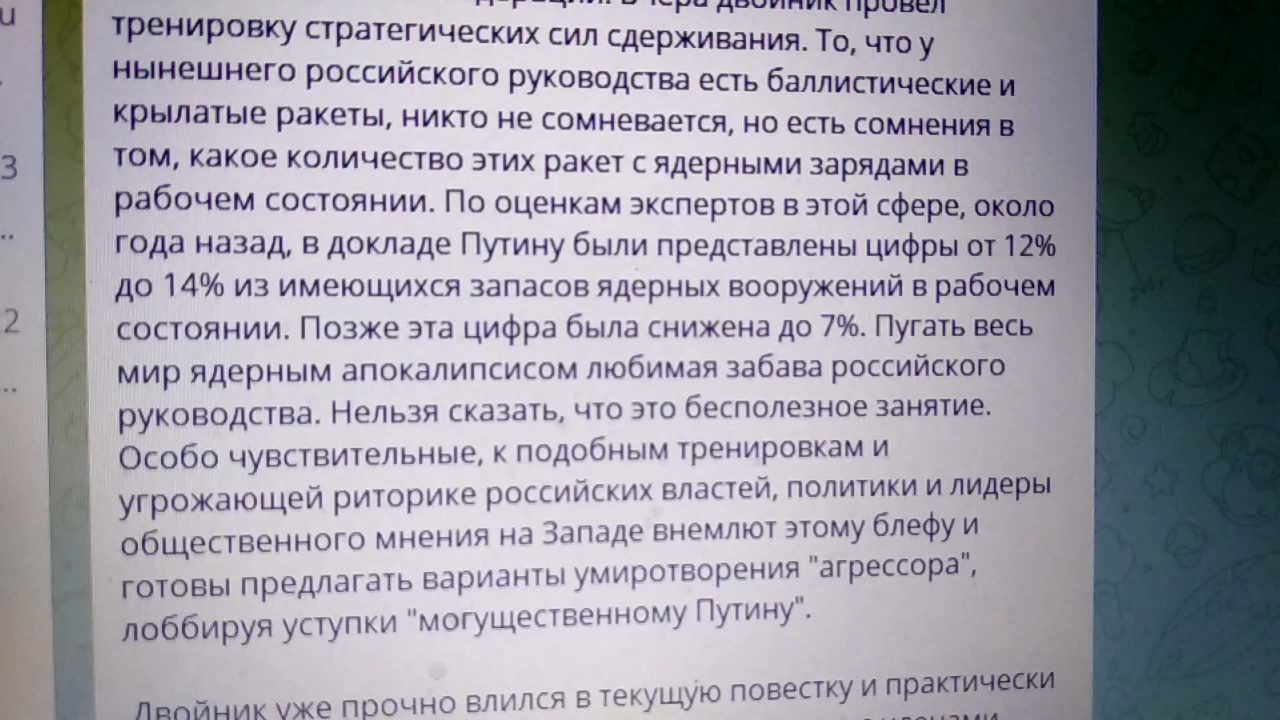 u
двойник провел
тренировку стратегических сил сдерживания. То, что у
нынешнего российского руководства есть баллистические и
крылатые ракеты, никто не сомневается, но есть сомнения в
3
том, какое количество этих ракет с ядерными зарядами в
рабочем состоянии. По оценкам экспертов в этой сфере, около
..
года назад, в докладе Путину были представлены цифры от 12%
до 14% из имеющихся запасов ядерных вооружений в рабочем
2
состоянии. Позже эта цифра была снижена до 7%. Пугать весь
мир ядерным апокалипсисом любимая забава российского
..
руководства. Нельзя сказать, что это бесполезное занятие.
Особо чувствительные, к подобным тренировкам и
угрожающей риторике российских властей, политики и лидеры
общественного мнения на Западе внемлют этому блефу и
готовы предлагать варианты умиротворения "агрессора",
лоббируя уступки "могущественному Путину".
Двойник уже прочно влился в текущую повестку и практически